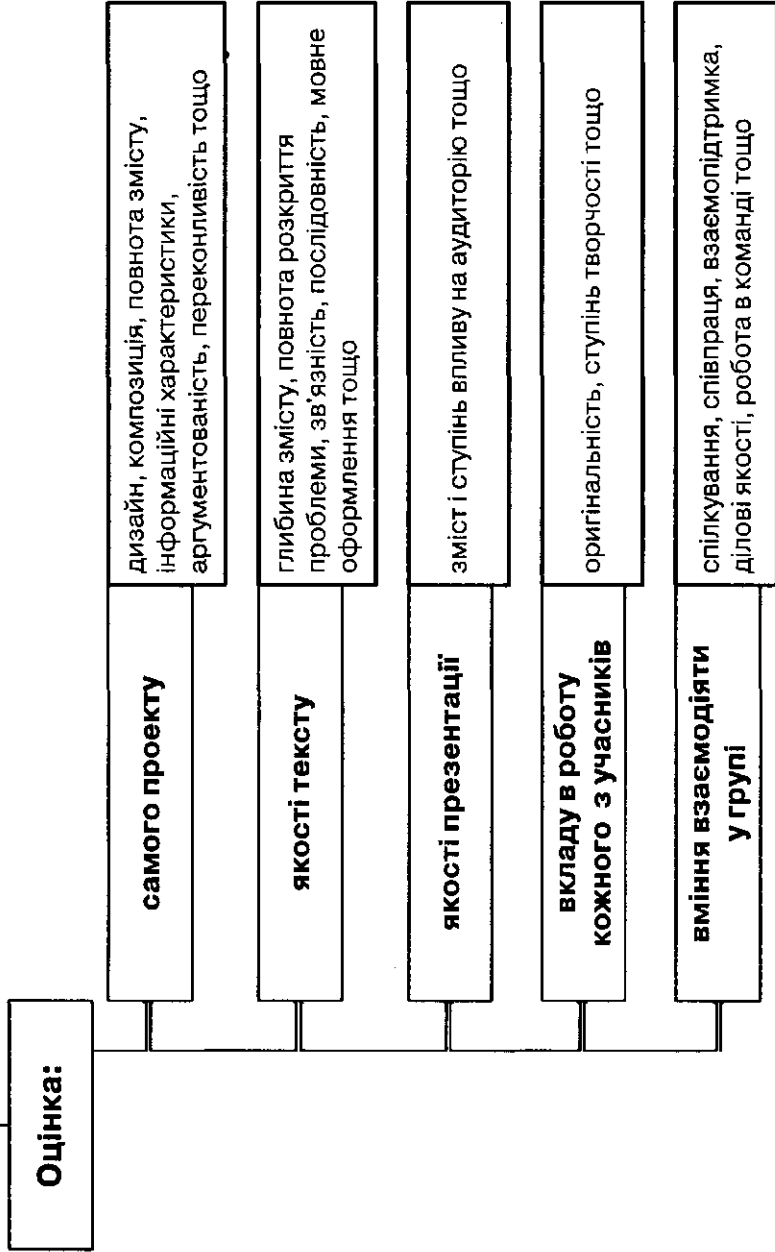 Оцінка:
самого проекту
дизайн, композиція, повнота змісту,
інформаційні характеристики,
аргументованість, переконливість тощо
якості тексту
глибина змісту, повнота розкриття
проблеми, зв'язність, послідовність, мовне
оформлення тощо
якості презентації
зміст і ступінь впливу на аудиторію тощо
вкладу в роботу
кожного з учасників
оригінальність, ступінь творчості тощо
вміння взаємодіяти
у групі
спілкування, співпраця, взаємопідтримка,
ділові якості, робота в команді тощо